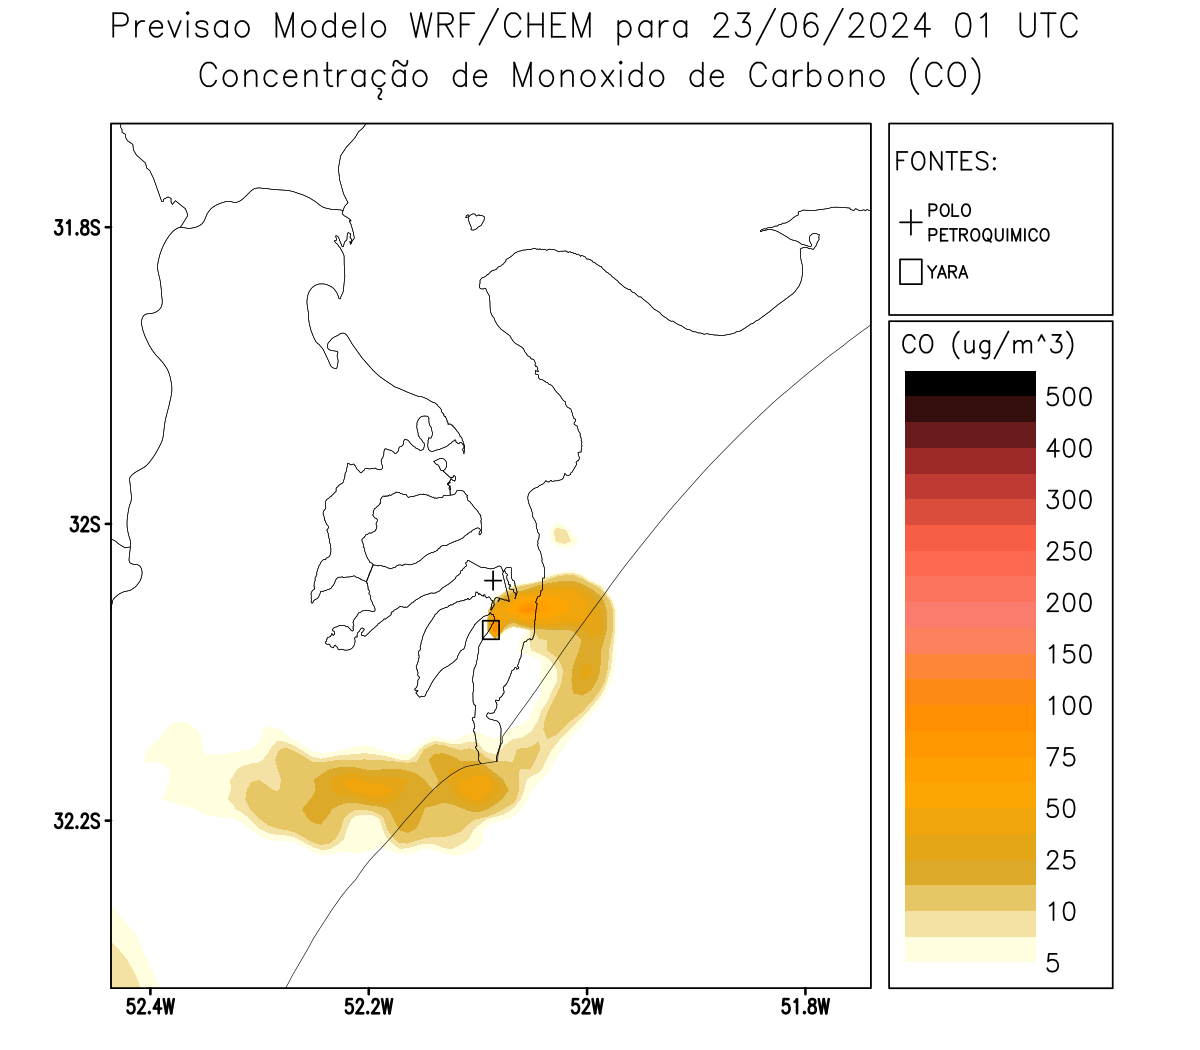 Previsao Modelo WRF/CHEM para 23/06/2024 01 UTC
Concentração de Monoxido de Carbono (CO)
FONTES:
POLO
PETROQUIMICO
YARA
CO (ug/m^3)
500
400
300
250
200
150
100
75
50
25
10
5
31.8S
32S
32.2S
52.4W
52.2W
52W
51.8W